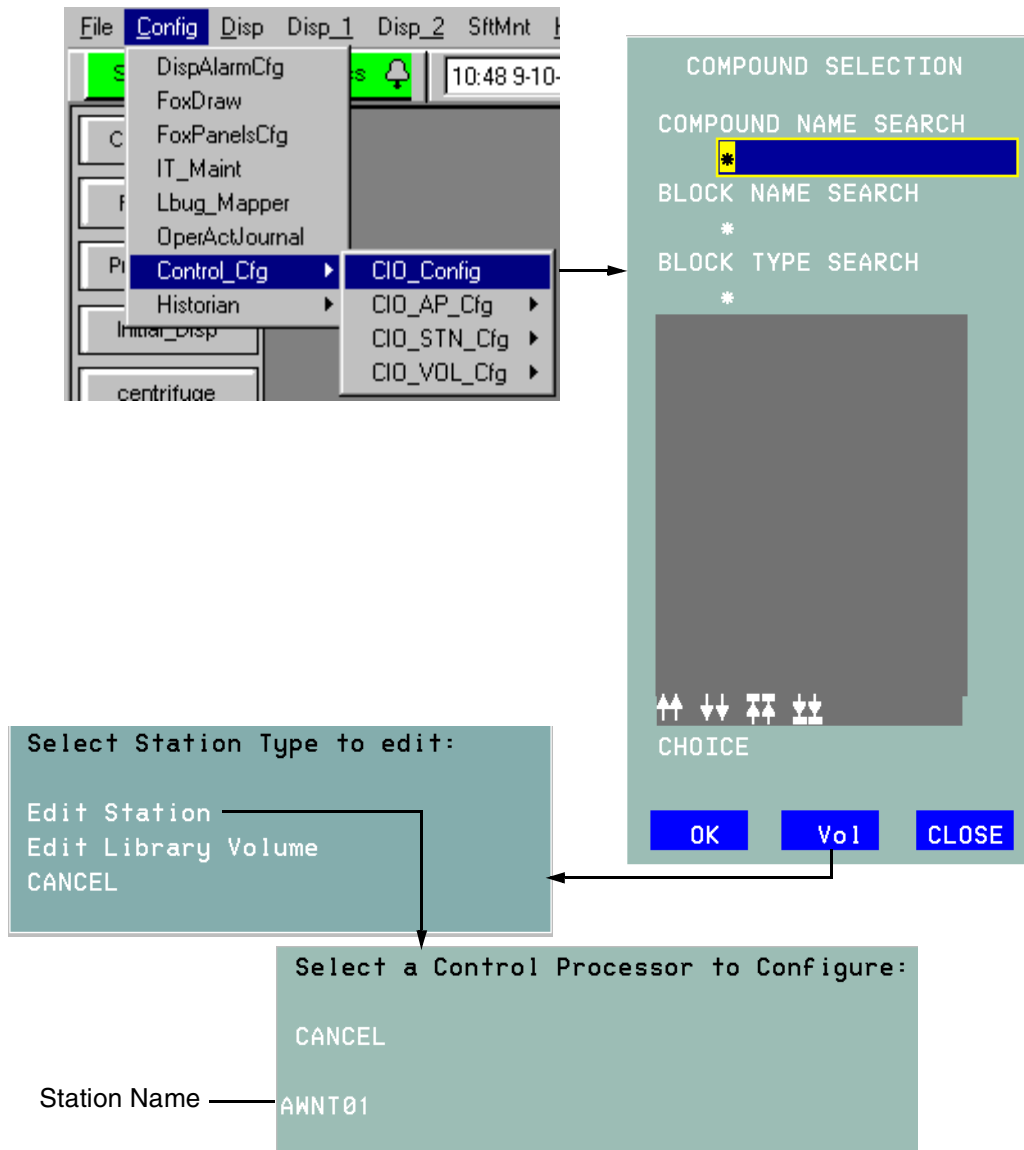 File Config Disp Disp_1 Disp_2 SftMnt
10:48 9-10-
DispAlarmCfg
FoxDraw
FoxPanelsCfg
IT_Maint
Lbug_Mapper
OperActJournal
Control_Cfg
Historian
CIO_Config
CIO_AP_Cfg
CIO_STN_Cfg
CIO_VOL_Cfg
Initial_Disp
centrifuge
COMPOUND SELECTION
COMPOUND NAME SEARCH
*
BLOCK NAME SEARCH
*
BLOCK TYPE SEARCH
*
CHOICE
OK Vol CLOSE
Select Station Type to edit:
Edit Station
Edit Library Volume
CANCEL
Select a Control Processor to Configure:
CANCEL
Station Name
AWNT01